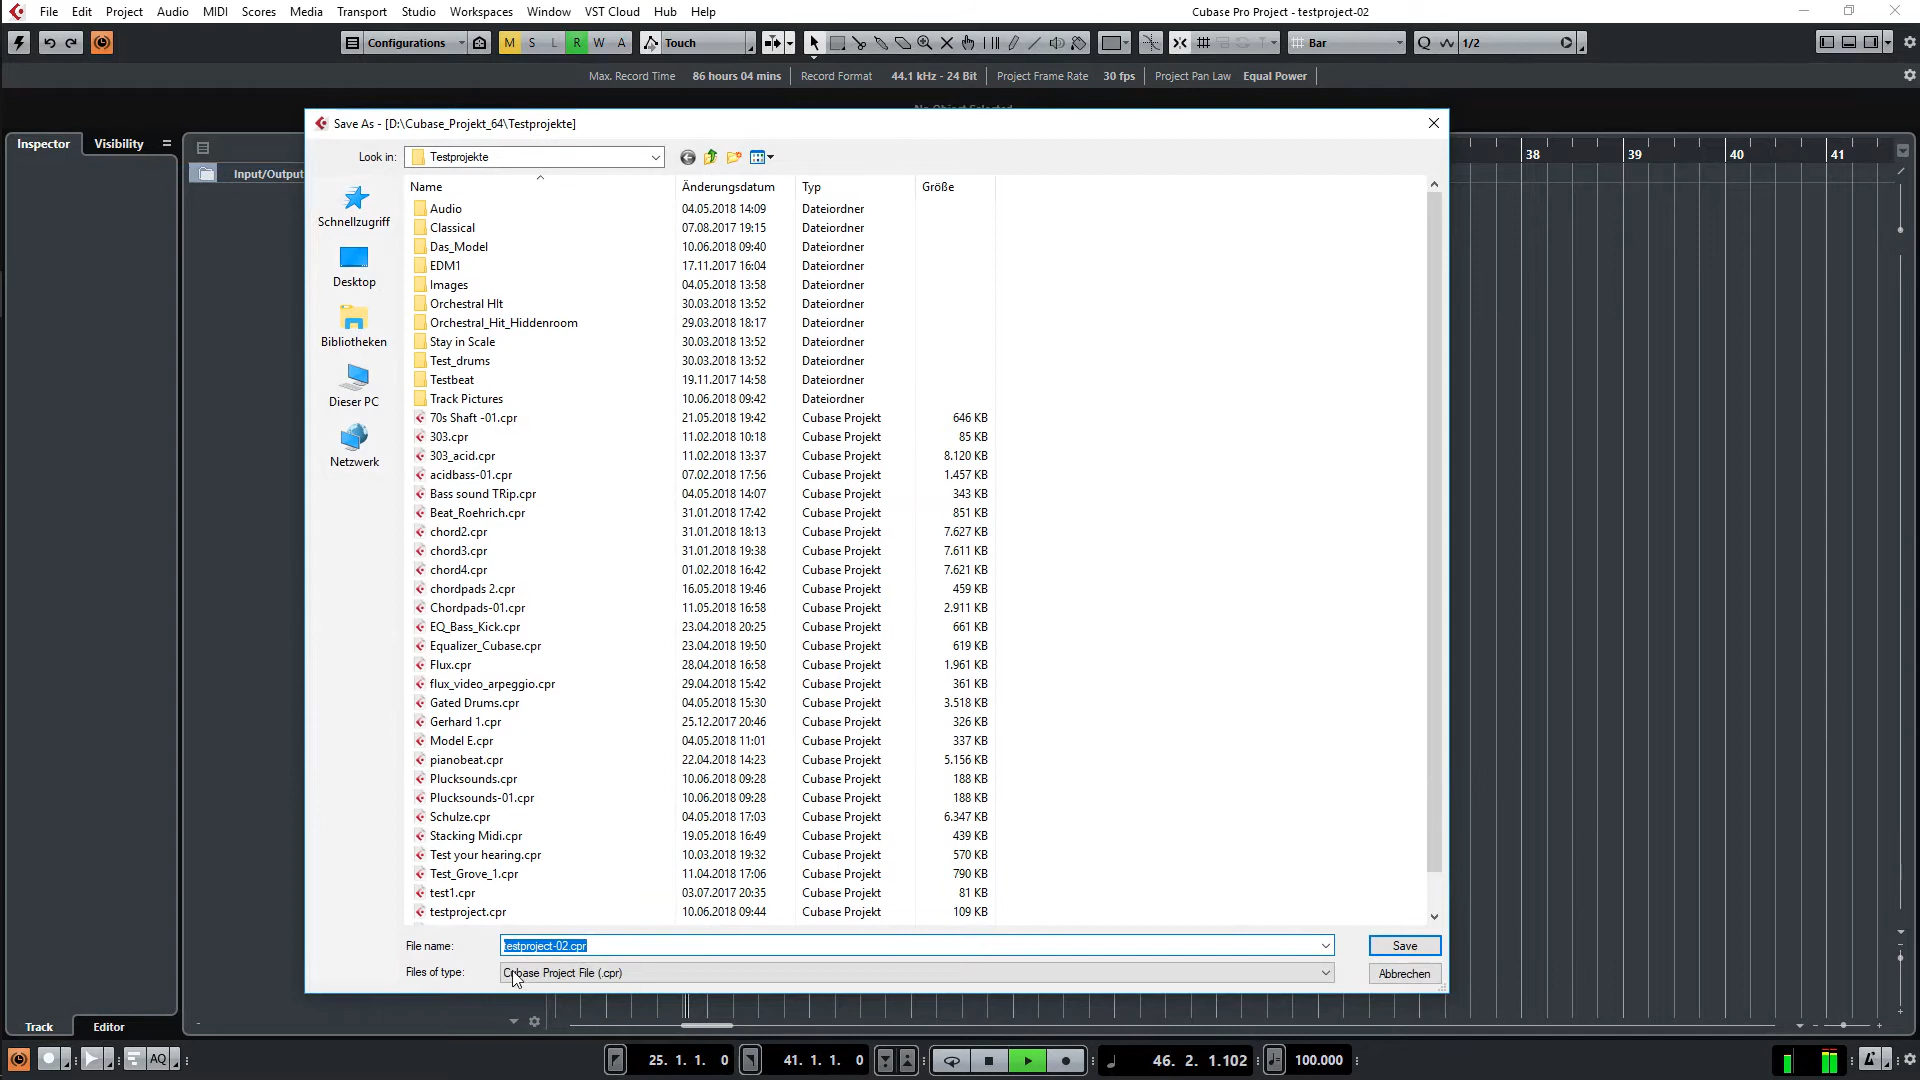 File Edit Project Audio MIDI Scores Media Transport Studio Workspaces Window VST Cloud Hub Help
Cubase Pro Project - testproject-02
Configurations M S L R W A Touch Bar Q 1/2
Max. Record Time 86 hours 04 mins Record Format 44.1 kHz - 24 Bit Project Frame Rate 30 fps Project Pan Law Equal Power
No Object Selected
Inspector Visibility
Input/Output
38 39 40 41
Save As - [D:\Cubase_Projekt_64\Testprojekte]
Look in: Testprojekte
Schnellzugriff
Desktop
Bibliotheken
Dieser PC
Netzwerk
Name Änderungsdatum Typ Größe
Audio 04.05.2018 14:09 Dateiordner
Classical 07.08.2017 19:15 Dateiordner
Das_Model 10.06.2018 09:40 Dateiordner
EDM1 17.11.2017 16:04 Dateiordner
Images 04.05.2018 13:58 Dateiordner
Orchestral HIt 30.03.2018 13:52 Dateiordner
Orchestral_Hit_Hiddenroom 29.03.2018 18:17 Dateiordner
Stay in Scale 30.03.2018 13:52 Dateiordner
Test_drums 30.03.2018 13:52 Dateiordner
Testbeat 19.11.2017 14:58 Dateiordner
Track Pictures 10.06.2018 09:42 Dateiordner
70s Shaft -01.cpr 21.05.2018 19:42 Cubase Projekt 646 KB
303.cpr 11.02.2018 10:18 Cubase Projekt 85 KB
303_acid.cpr 11.02.2018 13:37 Cubase Projekt 8.120 KB
acidbass-01.cpr 07.02.2018 17:56 Cubase Projekt 1.457 KB
Bass sound TRip.cpr 04.05.2018 14:07 Cubase Projekt 343 KB
Beat_Roehrich.cpr 31.01.2018 17:42 Cubase Projekt 851 KB
chord2.cpr 31.01.2018 18:13 Cubase Projekt 7.627 KB
chord3.cpr 31.01.2018 19:38 Cubase Projekt 7.611 KB
chord4.cpr 01.02.2018 16:42 Cubase Projekt 7.621 KB
chordpads 2.cpr 16.05.2018 19:46 Cubase Projekt 459 KB
Chordpads-01.cpr 11.05.2018 16:58 Cubase Projekt 2.911 KB
EQ_Bass_Kick.cpr 23.04.2018 20:25 Cubase Projekt 661 KB
Equalizer_Cubase.cpr 23.04.2018 19:50 Cubase Projekt 619 KB
Flux.cpr 28.04.2018 16:58 Cubase Projekt 1.961 KB
flux_video_arpeggio.cpr 29.04.2018 15:42 Cubase Projekt 361 KB
Gated Drums.cpr 04.05.2018 15:30 Cubase Projekt 3.518 KB
Gerhard 1.cpr 25.12.2017 20:46 Cubase Projekt 326 KB
Model E.cpr 04.05.2018 11:01 Cubase Projekt 337 KB
pianobeat.cpr 22.04.2018 14:23 Cubase Projekt 5.156 KB
Plucksounds.cpr 10.06.2018 09:28 Cubase Projekt 188 KB
Plucksounds-01.cpr 10.06.2018 09:28 Cubase Projekt 188 KB
Schulze.cpr 04.05.2018 17:03 Cubase Projekt 6.347 KB
Stacking Midi.cpr 19.05.2018 16:49 Cubase Projekt 439 KB
Test your hearing.cpr 10.03.2018 19:32 Cubase Projekt 570 KB
Test_Grove_1.cpr 11.04.2018 17:06 Cubase Projekt 790 KB
test1.cpr 03.07.2017 20:35 Cubase Projekt 81 KB
testproject.cpr 10.06.2018 09:44 Cubase Projekt 109 KB
File name: testproject-02.cpr Save
Files of type: Cubase Project File (.cpr) Abbrechen
Track Editor
AQ 25. 1. 1. 0 41. 1. 1. 0 46. 2. 1.102 100.000